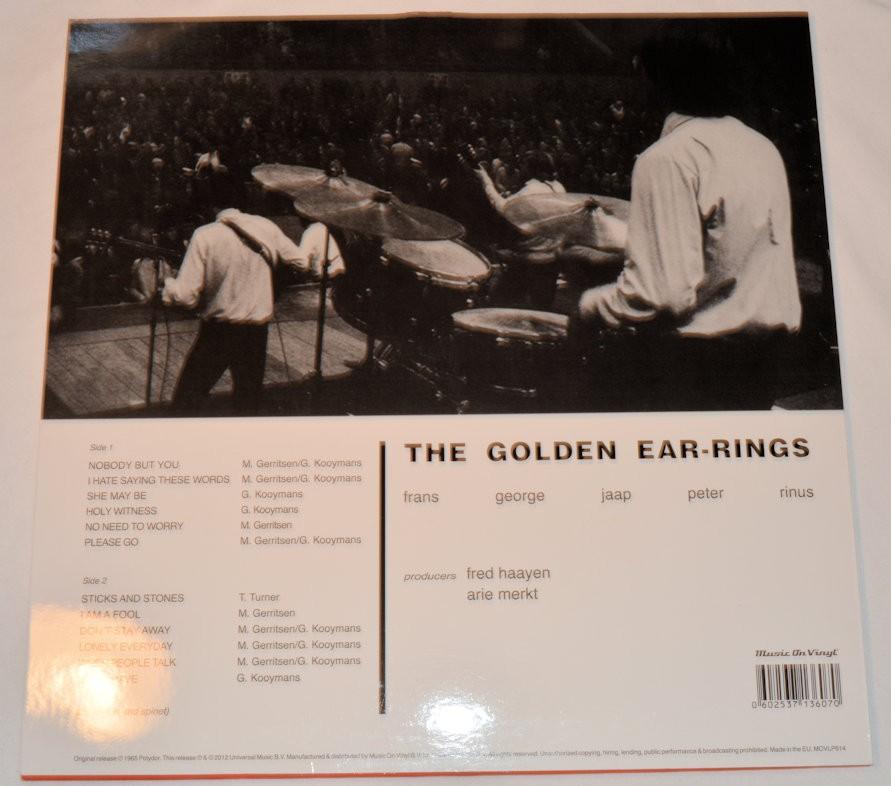 Side 1
NOBODY BUT YOU M. Gerritsen/G. Kooymans
I HATE SAYING THESE WORDS M. Gerritsen/G. Kooymans
SHE MAY BE G. Kooymans
HOLY WITNESS G. Kooymans
NO NEED TO WORRY M. Gerritsen
PLEASE GO M. Gerritsen/G. Kooymans
Side 2
STICKS AND STONES T. Turner
I AM A FOOL M. Gerritsen
DON'T STAY AWAY M. Gerritsen/G. Kooymans
LONELY EVERYDAY M. Gerritsen/G. Kooymans
PEOPLE TALK M. Gerritsen/G. Kooymans
G. Kooymans
and spinet)
THE GOLDEN EAR-RINGS
frans george jaap peter rinus
producers fred haayen
arie merkt
Music On Vinyl
0 602537 136070
Original release ℗ 1965 Polydor. This release ℗ & © 2012 Universal Music B.V. Manufactured & distributed by Music On Vinyl B.V. rights reserved. Unauthorized copying, hiring, lending, public performance & broadcasting prohibited. Made in the EU. MOVLP614